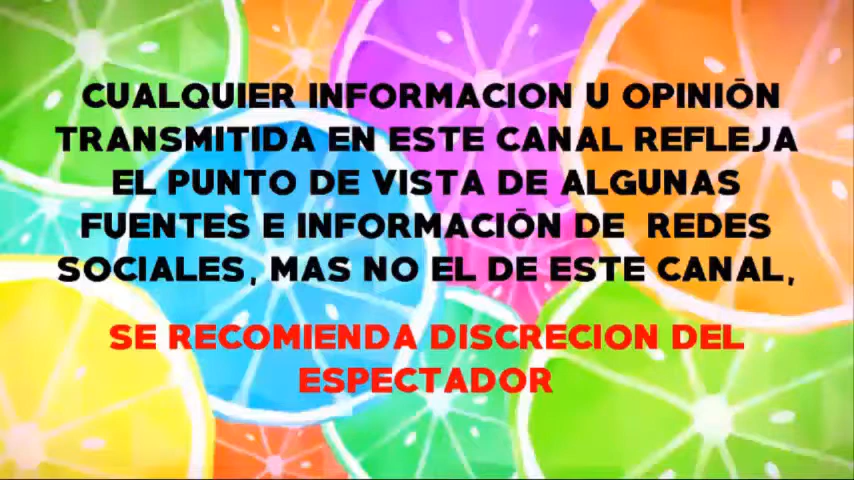 CUALQUIER INFORMACION U OPINIÓN
TRANSMITIDA EN ESTE CANAL REFLEJA
EL PUNTO DE VISTA DE ALGUNAS
FUENTES E INFORMACIÓN DE REDES
SOCIALES, MAS NO EL DE ESTE CANAL,
SE RECOMIENDA DISCRECION DEL
ESPECTADOR